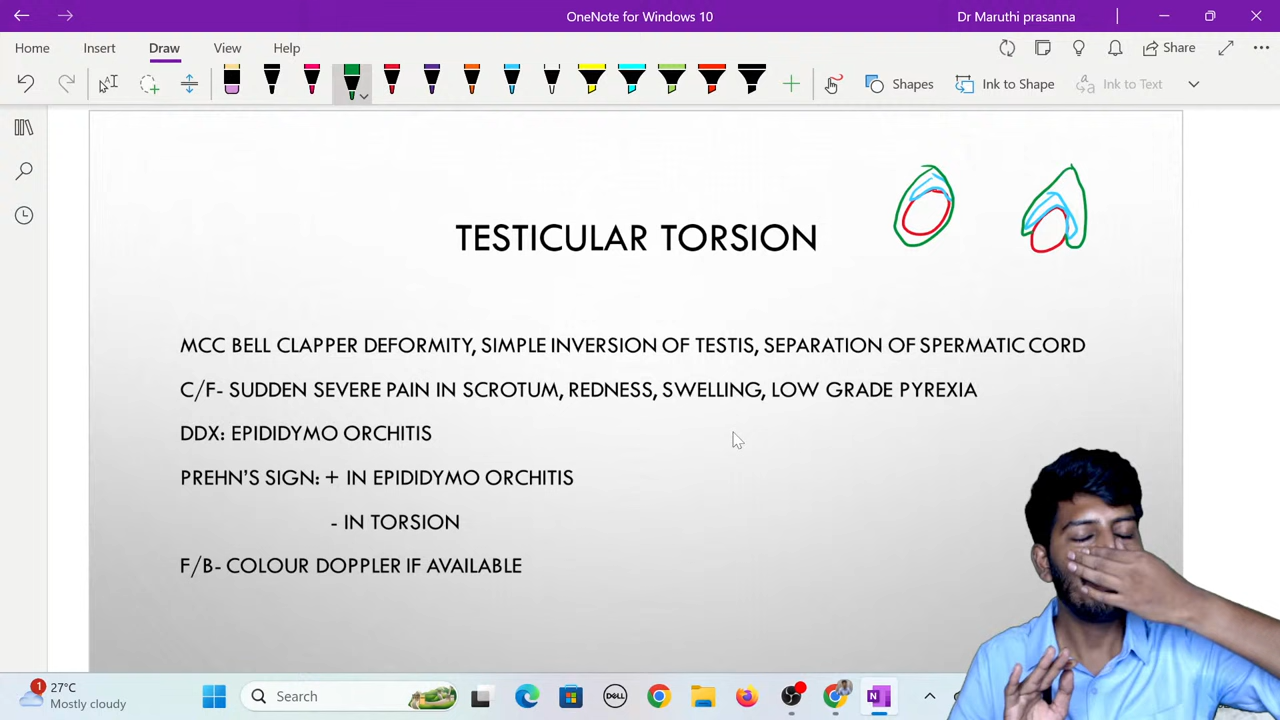 OneNote for Windows 10
Dr Maruthi prasanna
Home Insert Draw View Help
Share
Shapes
Ink to Shape
Ink to Text
TESTICULAR TORSION
MCC BELL CLAPPER DEFORMITY, SIMPLE INVERSION OF TESTIS, SEPARATION OF SPERMATIC CORD
C/F- SUDDEN SEVERE PAIN IN SCROTUM, REDNESS, SWELLING, LOW GRADE PYREXIA
DDX: EPIDIDYMO ORCHITIS
PREHN'S SIGN: + IN EPIDIDYMO ORCHITIS
- IN TORSION
F/B- COLOUR DOPPLER IF AVAILABLE
1
27°C
Mostly cloudy
Search
DELL
N